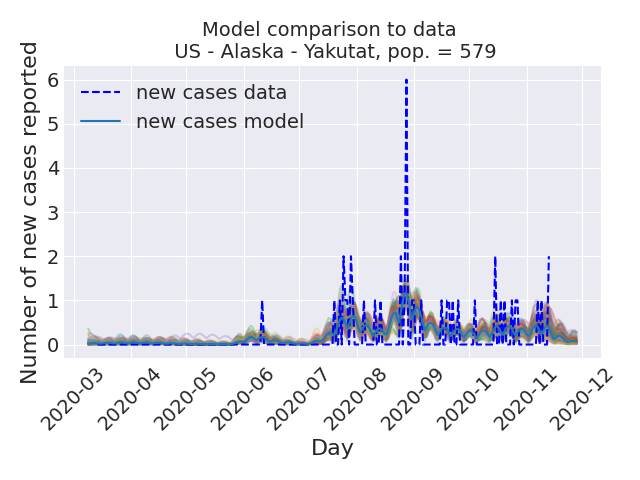 Model comparison to data
US - Alaska - Yakutat, pop. = 579
Number of new cases reported
6
5
4
3
2
1
0
new cases data
new cases model
2020-03
2020-04
2020-05
2020-06
2020-07
2020-08
2020-09
2020-10
2020-11
2020-12
Day